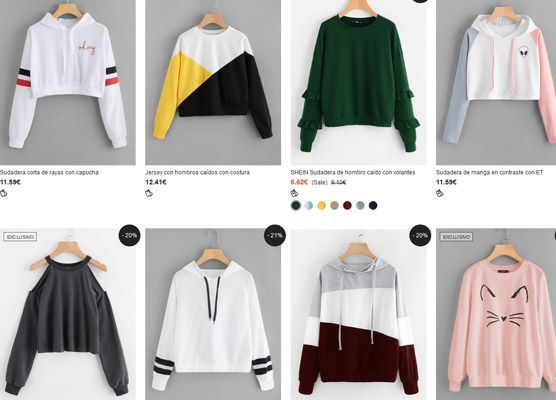 okay
Sudadera corta de rayas con capucha
11.59€
Jersey con hombros caídos con costura
12.41€
SHEIN Sudadera de hombro caído con volantes
6.62€ (Sale) 9.10€
Sudadera de manga en contraste con ET
11.59€
EXCLUSIVO
- 20%
- 21%
- 20%
EXCLUSIVO